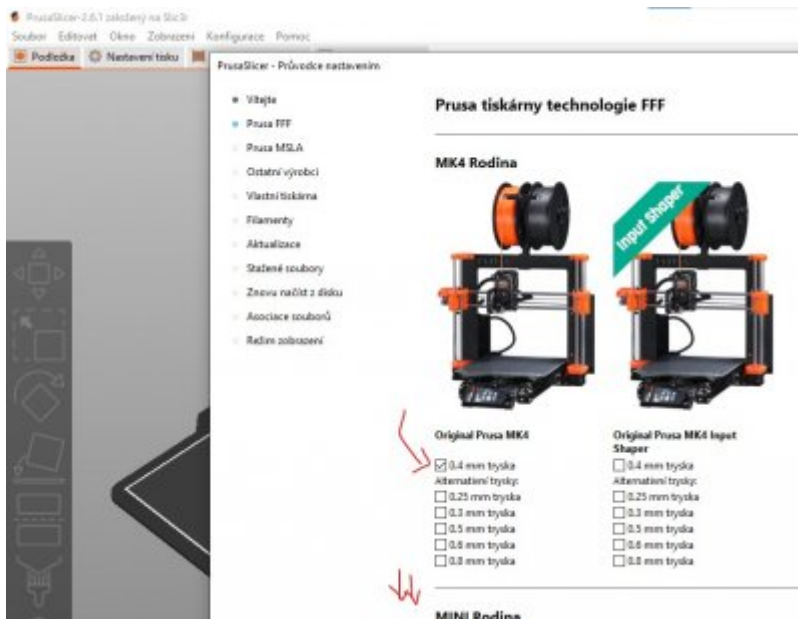 PrusaSlicer-2.6.1 založený na Slic3r
Soubor Editovat Okno Zobrazení Konfigurace Pomoc
Podložka Nastavení tisku
PrusaSlicer - Průvodce nastavením
Vítejte
Prusa FFF
Prusa MSLA
Ostatní výrobci
Vlastní tiskárna
Filamenty
Aktualizace
Stažené soubory
Znovu načíst z disku
Asociace souborů
Režim zobrazení
Prusa tiskárny technologie FFF
MK4 Rodina
Input shaper
Original Prusa MK4
0.4 mm tryska
Alternativní trysky:
0.25 mm tryska
0.3 mm tryska
0.5 mm tryska
0.6 mm tryska
0.8 mm tryska
Original Prusa MK4 Input
Shaper
0.4 mm tryska
Alternativní trysky:
0.25 mm tryska
0.3 mm tryska
0.5 mm tryska
0.6 mm tryska
0.8 mm tryska
MINI Rodina